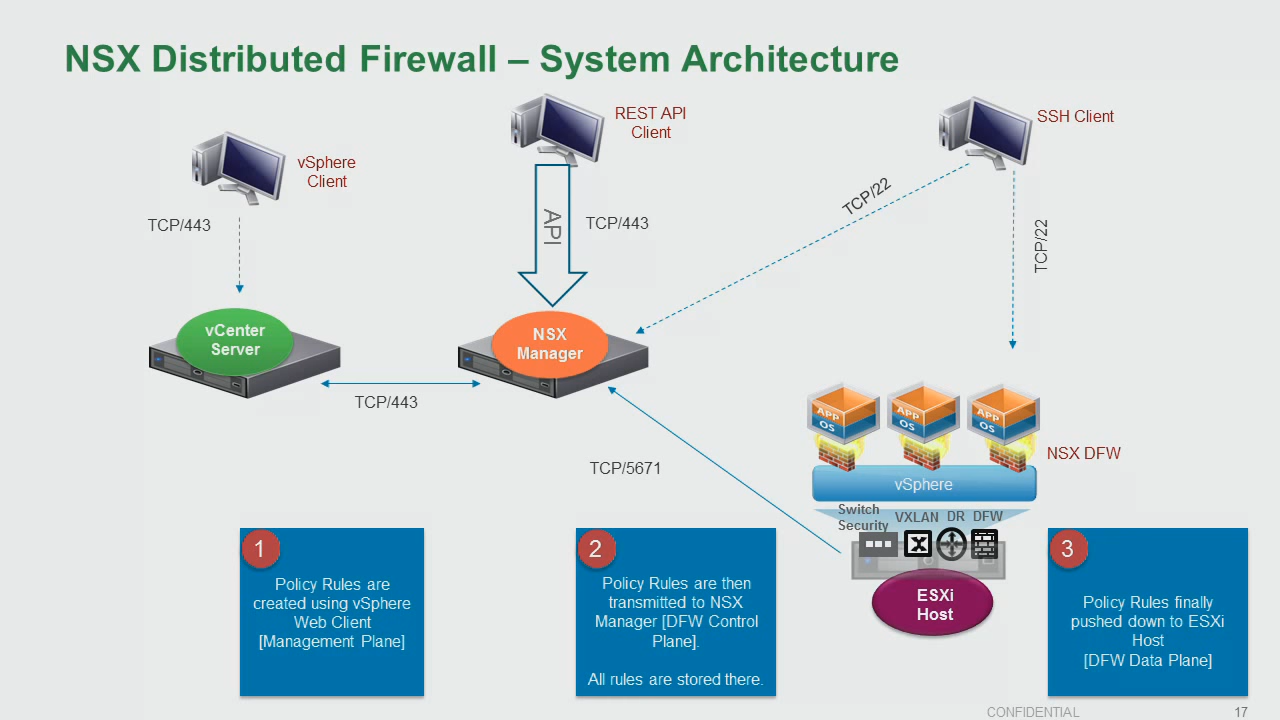 NSX Distributed Firewall – System Architecture
REST API
Client
SSH Client
vSphere
Client
TCP/443
API
TCP/443
TCP/22
TCP/22
vCenter
Server
NSX
Manager
TCP/443
TCP/5671
APP
OS
APP
OS
APP
OS
NSX DFW
vSphere
Switch
Security
VXLAN
DR
DFW
ESXi
Host
1
Policy Rules are
created using vSphere
Web Client
[Management Plane]
2
Policy Rules are then
transmitted to NSX
Manager [DFW Control
Plane].
All rules are stored there.
3
Policy Rules finally
pushed down to ESXi
Host
[DFW Data Plane]
CONFIDENTIAL
17